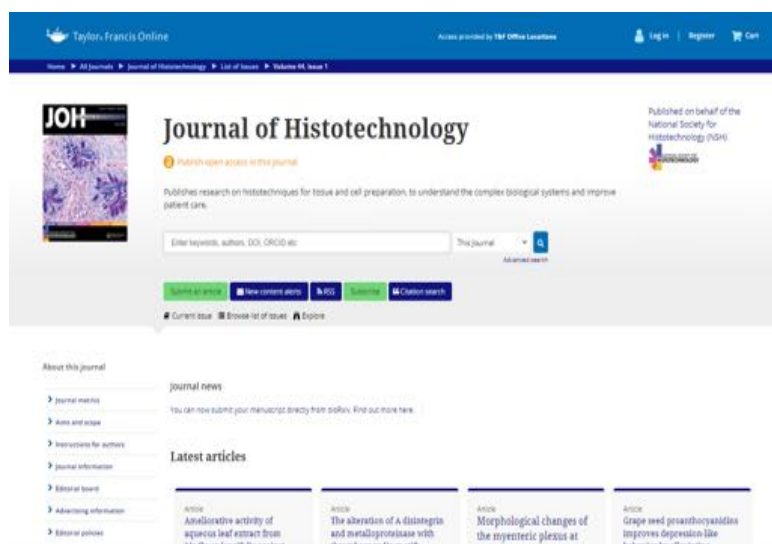 Taylor & Francis Online
Access provided by T&F Office Locations
Log in | Register Cart
Home All Journals Journal of Histotechnology List of Issues Volume 44, Issue 1
JOH
Journal of Histotechnology
Publish open access in this journal
Published on behalf of the
National Society for
Histotechnology (NSH)
HISTOTECHNOLOGY
Publishes research on histotechniques for tissue and cell preparation, to understand the complex biological systems and improve
patient care.
Enter keywords, authors, DOI, ORCID etc
This Journal
Advanced search
Submit an article New content alerts RSS Subscribe Citation search
Current issue Browse list of issues Explore
About this journal
Journal metrics
Aims and scope
Instructions for authors
Journal information
Editorial board
Advertising information
Editorial policies
Journal news
You can now submit your manuscript directly from bioRxiv. Find out more here.
Latest articles
Article
Ameliorative activity of
aqueous leaf extract from
Article
The alteration of A disintegrin
and metalloproteinase with
Article
Morphological changes of
the myenteric plexus at
Article
Grape seed proanthocyanidins
improves depression-like